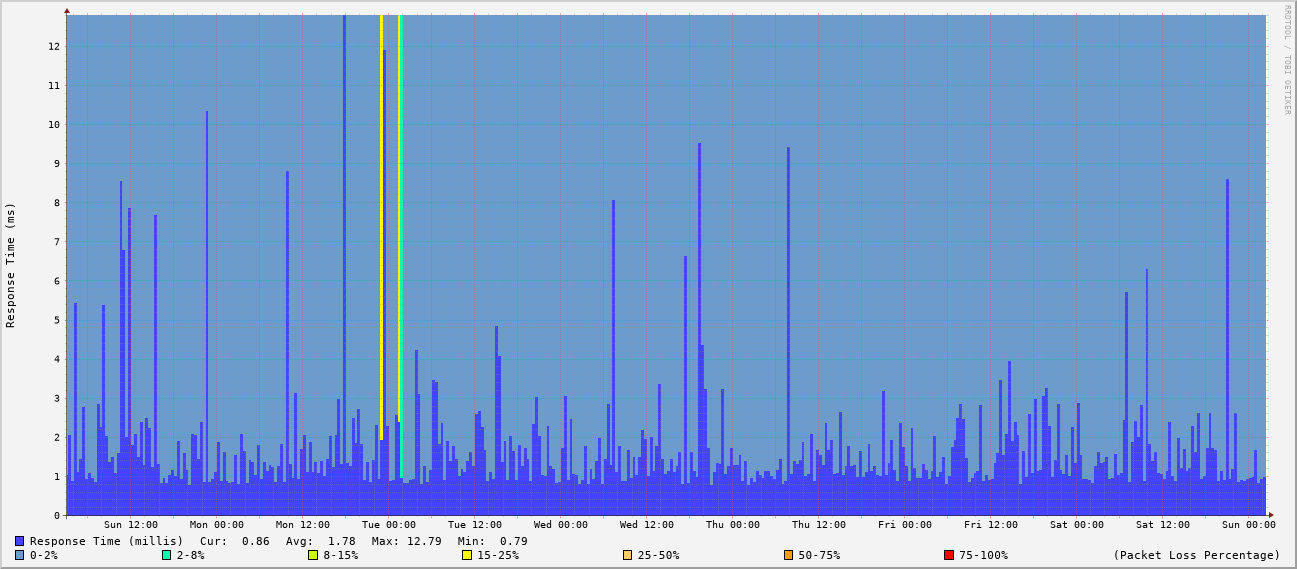 RRDTOOL / TOBI OETIKER
12
11
10
9
8
7
6
5
4
3
2
1
0
Response Time (ms)
Sun 12:00 Mon 00:00 Mon 12:00 Tue 00:00 Tue 12:00 Wed 00:00 Wed 12:00 Thu 00:00 Thu 12:00 Fri 00:00 Fri 12:00 Sat 00:00 Sat 12:00 Sun 00:00
Response Time (millis) Cur: 0.86 Avg: 1.78 Max: 12.79 Min: 0.79
0-2% 2-8% 8-15% 15-25% 25-50% 50-75% 75-100% (Packet Loss Percentage)